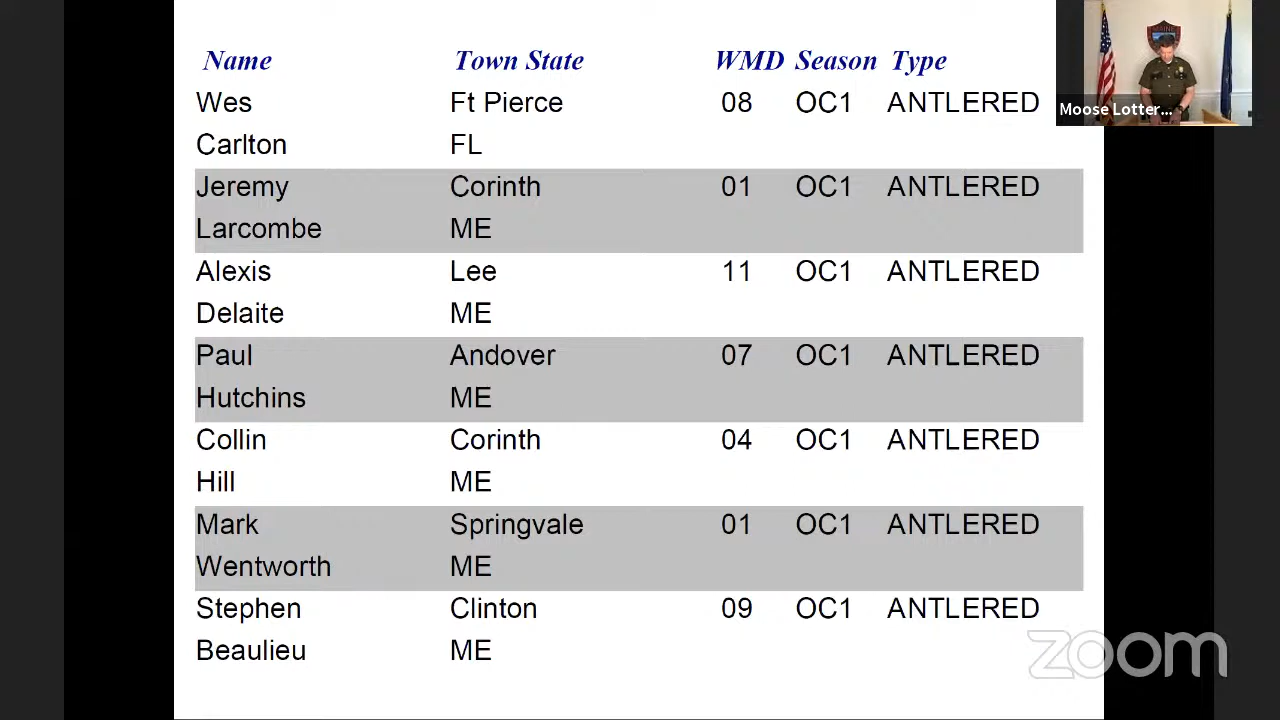 Name Town State WMD Season Type
Wes Ft Pierce 08 OC1 ANTLERED
Carlton FL
Jeremy Corinth 01 OC1 ANTLERED
Larcombe ME
Alexis Lee 11 OC1 ANTLERED
Delaite ME
Paul Andover 07 OC1 ANTLERED
Hutchins ME
Collin Corinth 04 OC1 ANTLERED
Hill ME
Mark Springvale 01 OC1 ANTLERED
Wentworth ME
Stephen Clinton 09 OC1 ANTLERED
Beaulieu ME
MAINE
Moose Lotter...
zoom